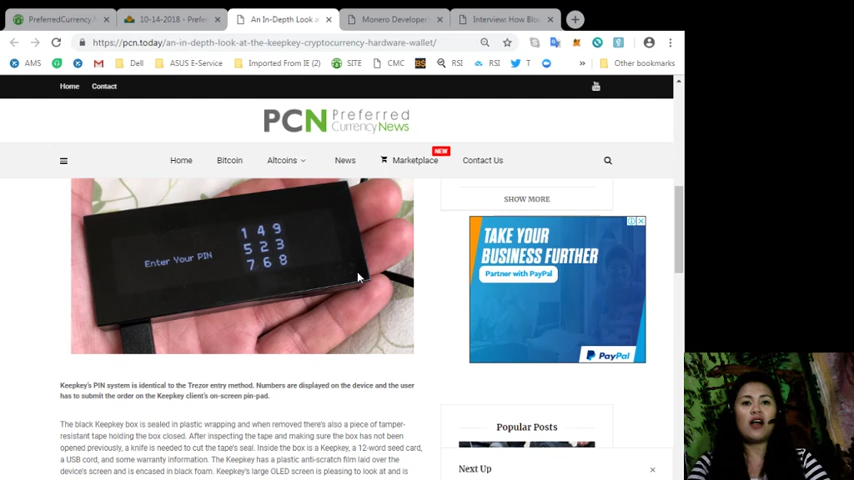 PreferredCurrency
10-14-2018 - Prefer
An In-Depth Look a
Monero Developer
Interview: How Blo
https://pcn.today/an-in-depth-look-at-the-keepkey-cryptocurrency-hardware-wallet/
AMS
Dell
ASUS E-Service
Imported From IE (2)
SITE
CMC
BS
RSI
RSI
T
»
Other bookmarks
Home
Contact
PCN Preferred
Currency News
NEW
Home
Bitcoin
Altcoins
News
Marketplace
Contact Us
SHOW MORE
1 4 9
Enter Your PIN
5 2 3
7 6 8
TAKE YOUR
BUSINESS FURTHER
Partner with PayPal
PayPal
Keepkey's PIN system is identical to the Trezor entry method. Numbers are displayed on the device and the user
has to submit the order on the Keepkey client's on-screen pin-pad.
The black Keepkey box is sealed in plastic wrapping and when removed there's also a piece of tamper-
resistant tape holding the box closed. After inspecting the tape and making sure the box has not been
opened previously, a knife is needed to cut the tape's seal. Inside the box is a Keepkey, a 12-word seed card,
a USB cord, and some warranty information. The Keepkey has a plastic anti-scratch film laid over the
device's screen and is encased in black foam. Keepkey's large OLED screen is pleasing to look at and is
Popular Posts
Next Up